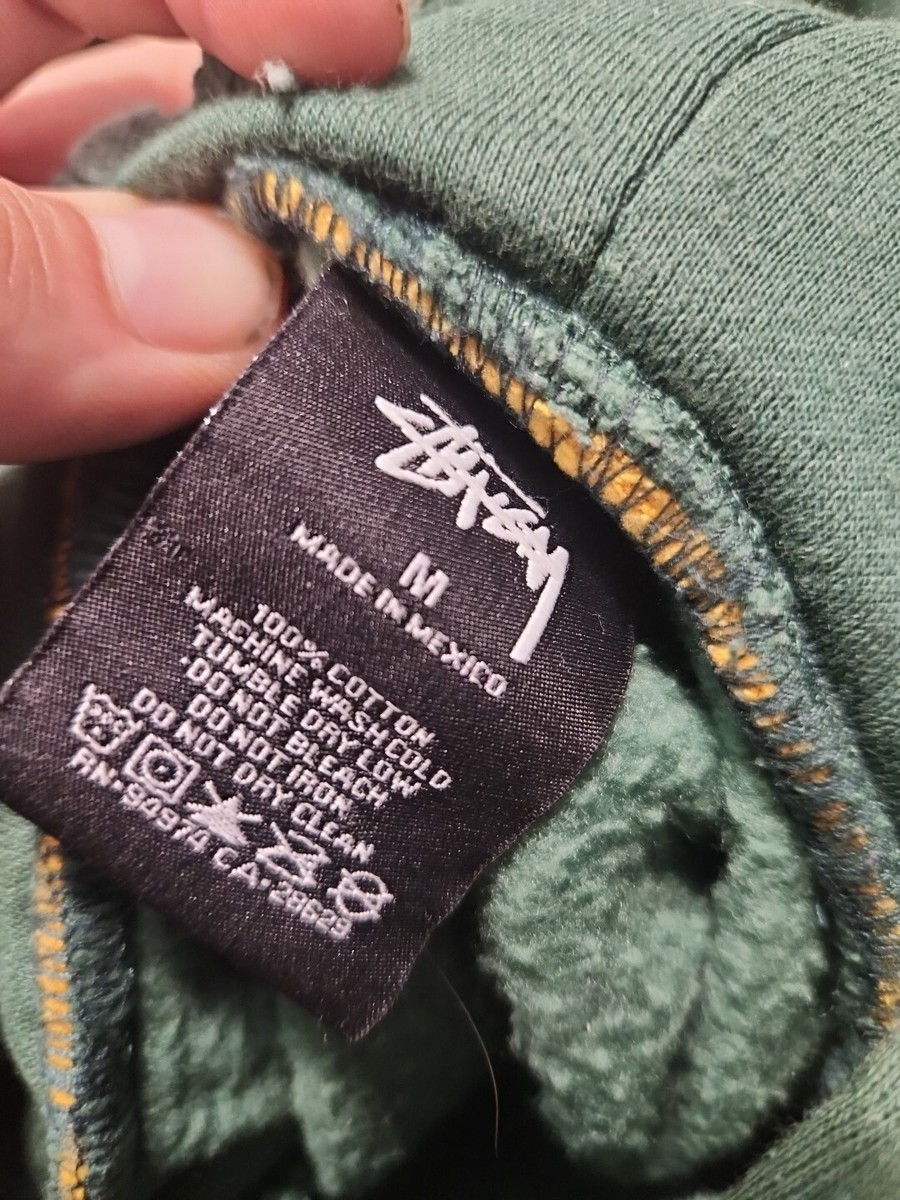 Stüssy
M
MADE IN MEXICO
100% COTTON
MACHINE WASH COLD
TUMBLE DRY LOW
DO NOT BLEACH
DO NOT IRON
DO NOT DRY CLEAN
RN·90974 CA·28629